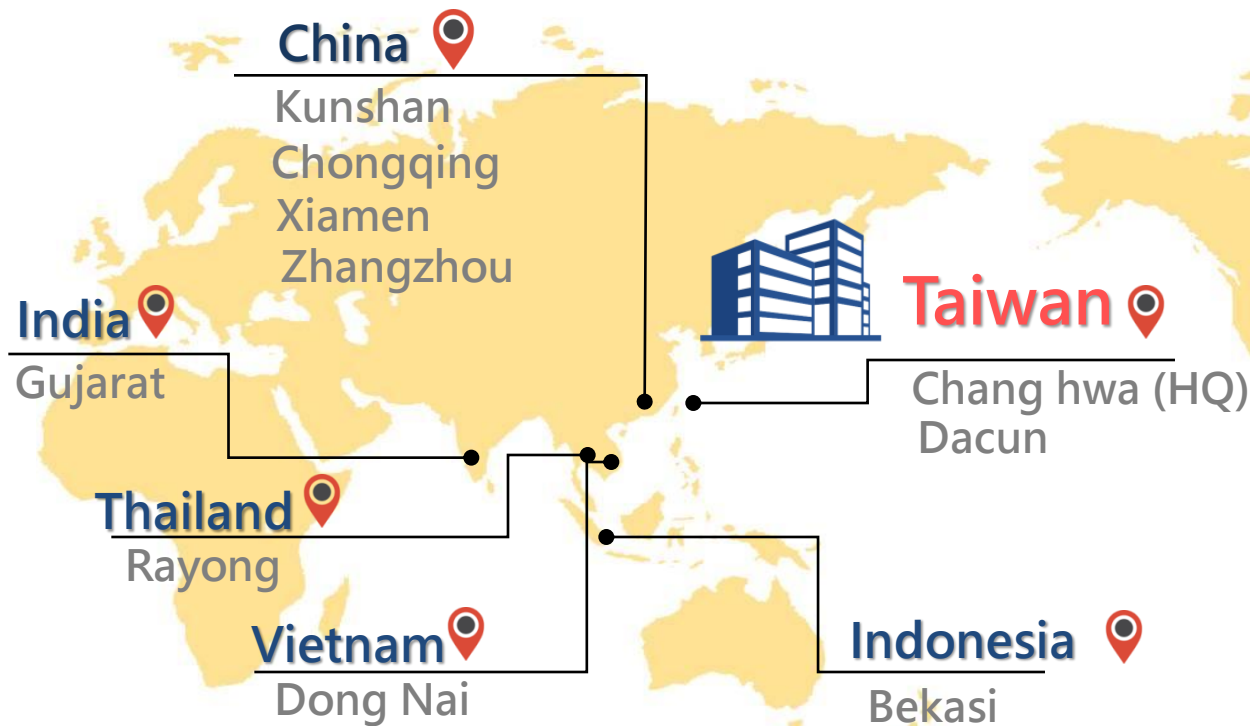 China
Kunshan
Chongqing
Xiamen
Zhangzhou
Taiwan
Chang hwa (HQ)
Dacun
India
Gujarat
Thailand
Rayong
Vietnam
Dong Nai
Indonesia
Bekasi